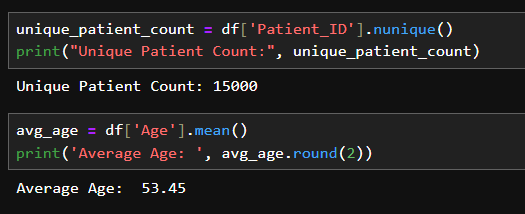 unique_patient_count = df['Patient_ID'].nunique()
print("Unique Patient Count:", unique_patient_count)
Unique Patient Count: 15000
avg_age = df['Age'].mean()
print('Average Age: ', avg_age.round(2))
Average Age:  53.45